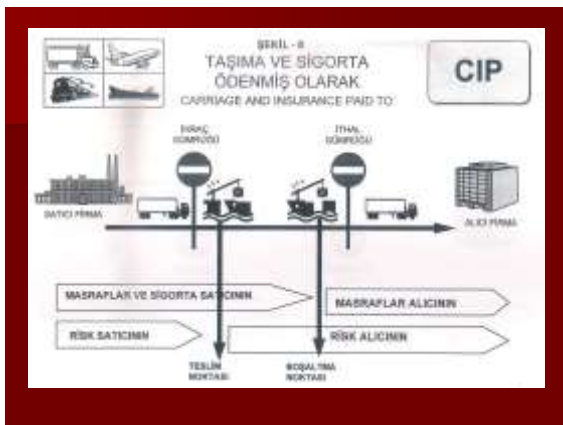 ŞEKİL - 8
TAŞIMA VE SİGORTA
ÖDENMİŞ OLARAK
CARRIAGE AND INSURANCE PAID TO
CIP
İHRAÇ
GÜMRÜĞÜ
İTHAL
GÜMRÜĞÜ
SATICI FİRMA
ALICI FİRMA
MASRAFLAR VE SİGORTA SATICININ
MASRAFLAR ALICININ
RİSK SATICININ
RİSK ALICININ
TESLİM
NOKTASI
BOŞALTMA
NOKTASI